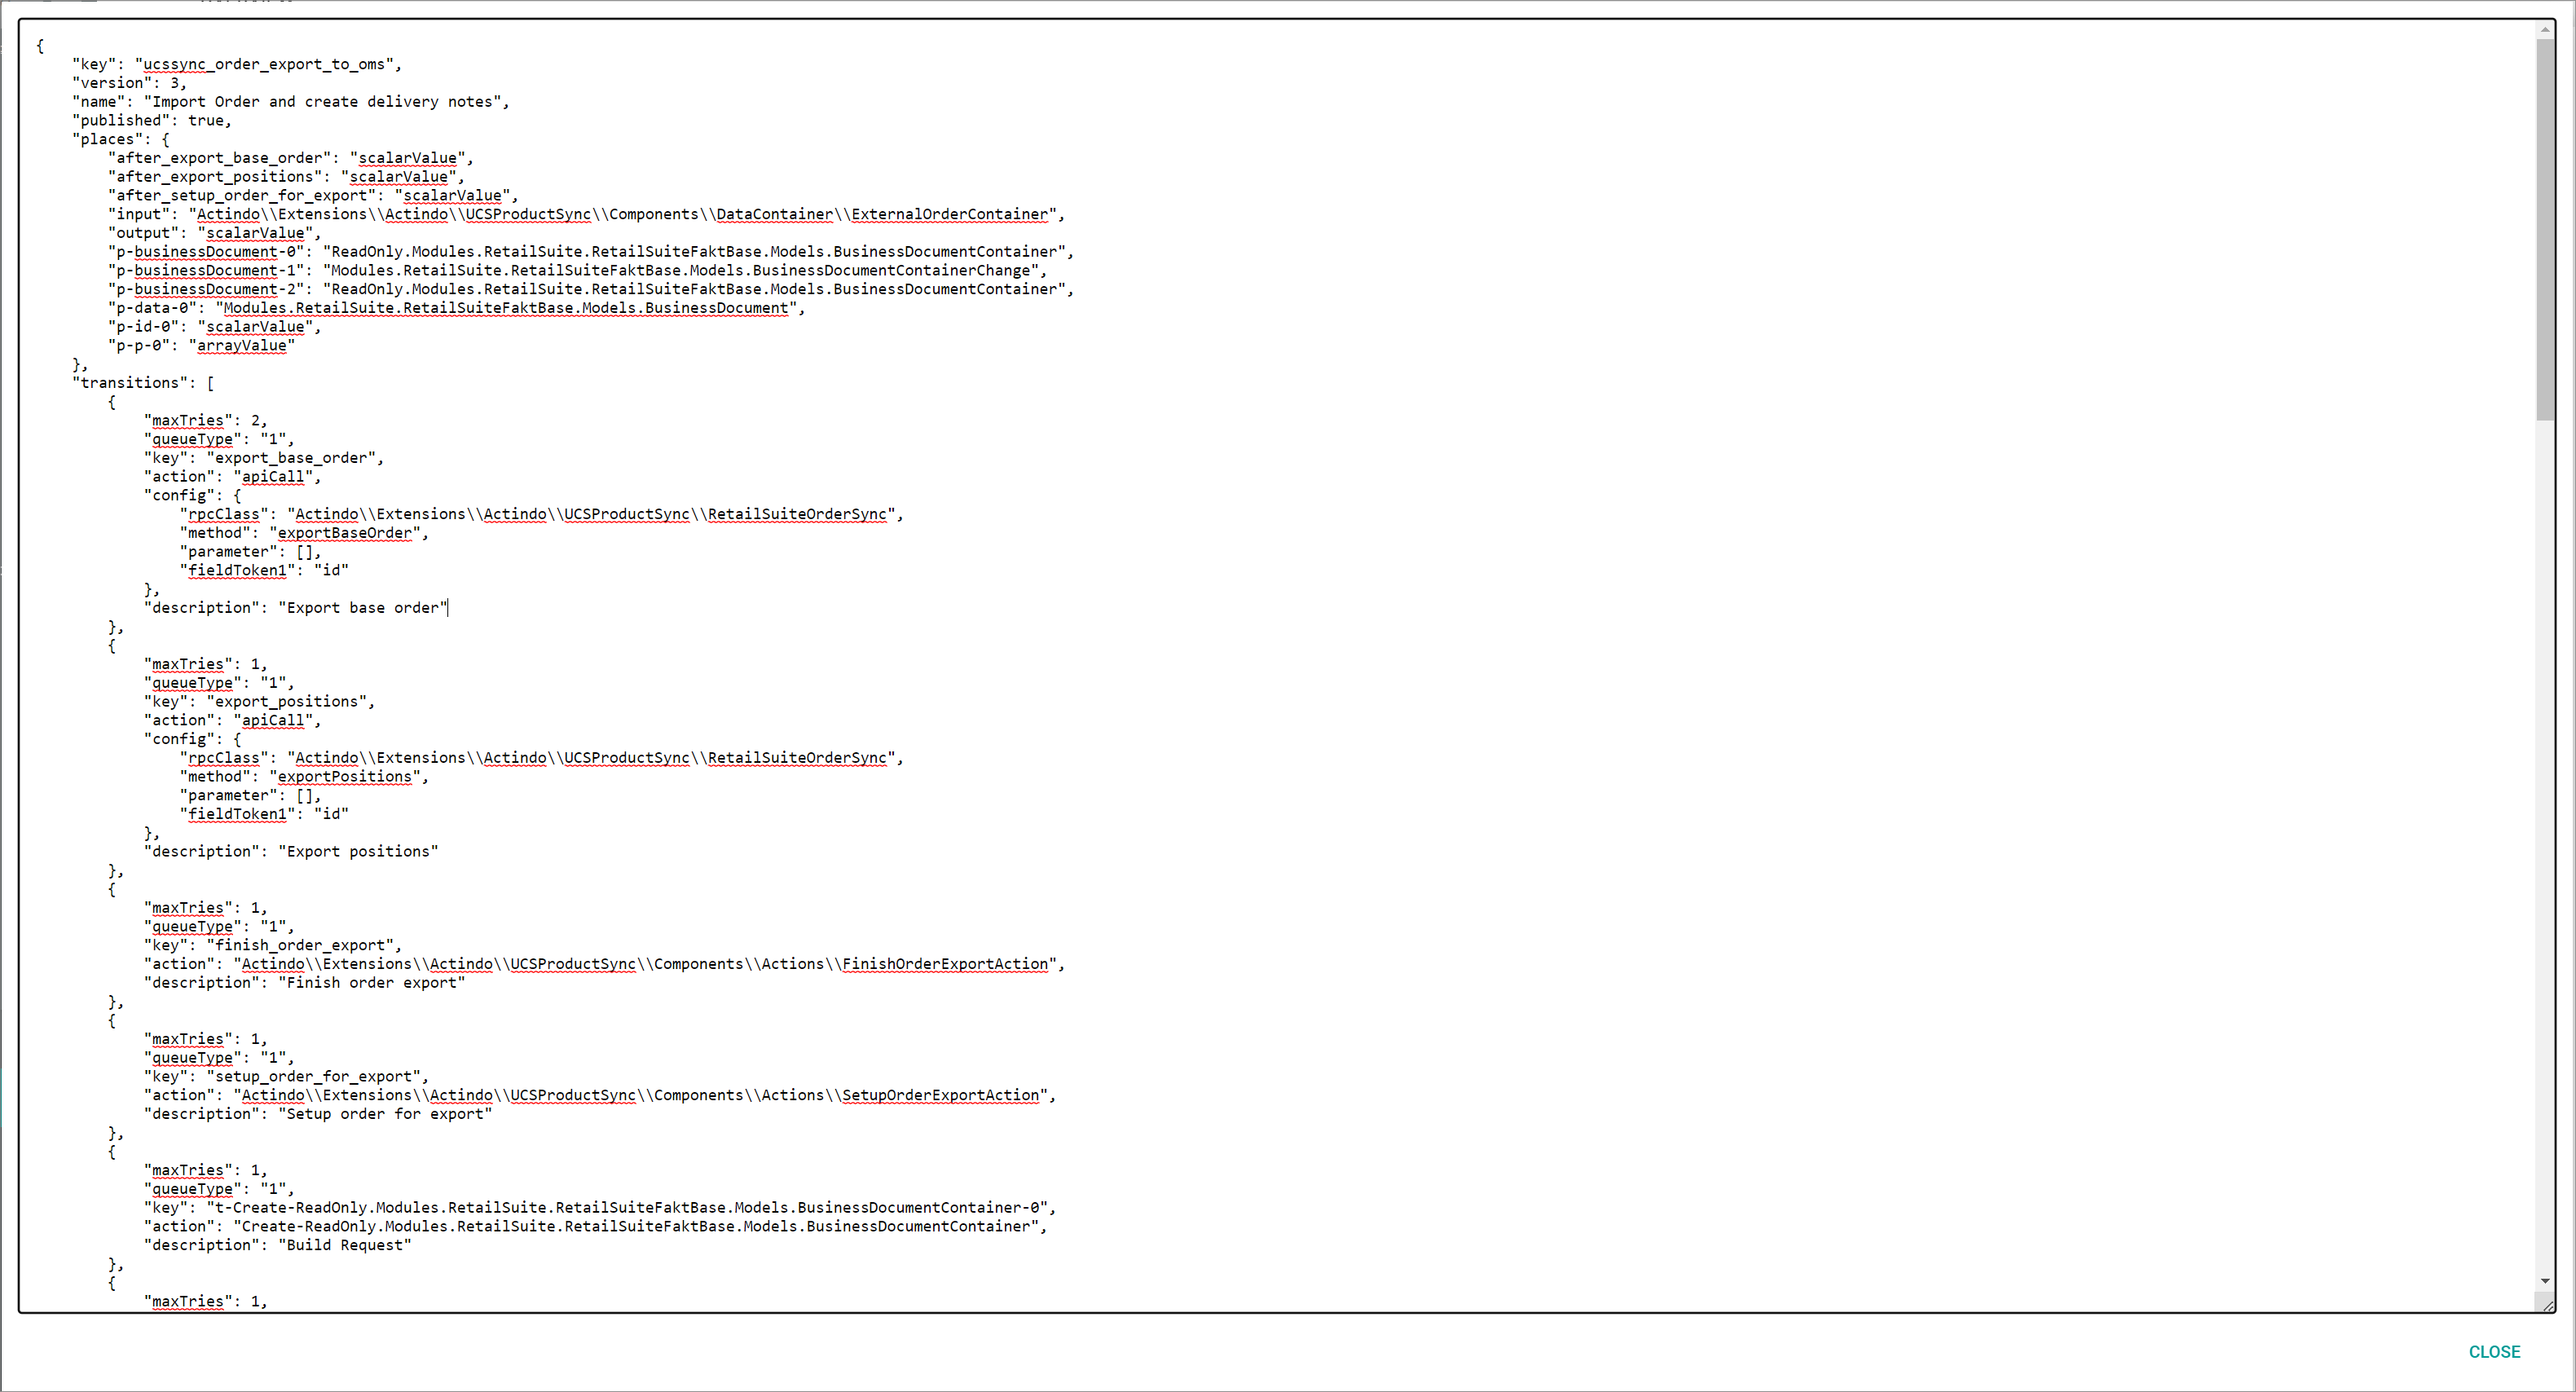 {
    "key": "ucssync_order_export_to_oms",
    "version": 3,
    "name": "Import Order and create delivery notes",
    "published": true,
    "places": {
        "after_export_base_order": "scalarValue",
        "after_export_positions": "scalarValue",
        "after_setup_order_for_export": "scalarValue",
        "input": "Actindo\\Extensions\\Actindo\\UCSProductSync\\Components\\DataContainer\\ExternalOrderContainer",
        "output": "scalarValue",
        "p-businessDocument-0": "ReadOnly.Modules.RetailSuite.RetailSuiteFaktBase.Models.BusinessDocumentContainer",
        "p-businessDocument-1": "Modules.RetailSuite.RetailSuiteFaktBase.Models.BusinessDocumentContainerChange",
        "p-businessDocument-2": "ReadOnly.Modules.RetailSuite.RetailSuiteFaktBase.Models.BusinessDocumentContainer",
        "p-data-0": "Modules.RetailSuite.RetailSuiteFaktBase.Models.BusinessDocument",
        "p-id-0": "scalarValue",
        "p-p-0": "arrayValue"
    },
    "transitions": [
        {
            "maxTries": 2,
            "queueType": "1",
            "key": "export_base_order",
            "action": "apiCall",
            "config": {
                "rpcClass": "Actindo\\Extensions\\Actindo\\UCSProductSync\\RetailSuiteOrderSync",
                "method": "exportBaseOrder",
                "parameter": [],
                "fieldToken1": "id"
            },
            "description": "Export base order"
        },
        {
            "maxTries": 1,
            "queueType": "1",
            "key": "export_positions",
            "action": "apiCall",
            "config": {
                "rpcClass": "Actindo\\Extensions\\Actindo\\UCSProductSync\\RetailSuiteOrderSync",
                "method": "exportPositions",
                "parameter": [],
                "fieldToken1": "id"
            },
            "description": "Export positions"
        },
        {
            "maxTries": 1,
            "queueType": "1",
            "key": "finish_order_export",
            "action": "Actindo\\Extensions\\Actindo\\UCSProductSync\\Components\\Actions\\FinishOrderExportAction",
            "description": "Finish order export"
        },
        {
            "maxTries": 1,
            "queueType": "1",
            "key": "setup_order_for_export",
            "action": "Actindo\\Extensions\\Actindo\\UCSProductSync\\Components\\Actions\\SetupOrderExportAction",
            "description": "Setup order for export"
        },
        {
            "maxTries": 1,
            "queueType": "1",
            "key": "t-Create-ReadOnly.Modules.RetailSuite.RetailSuiteFaktBase.Models.BusinessDocumentContainer-0",
            "action": "Create-ReadOnly.Modules.RetailSuite.RetailSuiteFaktBase.Models.BusinessDocumentContainer",
            "description": "Build Request"
        },
        {
            "maxTries": 1,
CLOSE